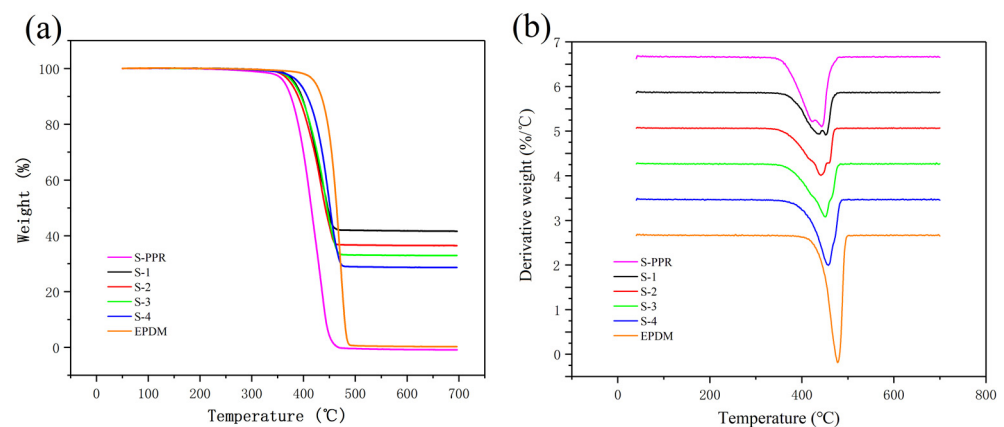 (a)
100
80
60
40
20
0
Weight (%)
S-PPR
S-1
S-2
S-3
S-4
EPDM
0 100 200 300 400 500 600 700
Temperature (℃)
(b)
7
6
5
4
3
2
1
0
Derivative weight (%/℃)
S-PPR
S-1
S-2
S-3
S-4
EPDM
0 200 400 600 800
Temperature (℃)